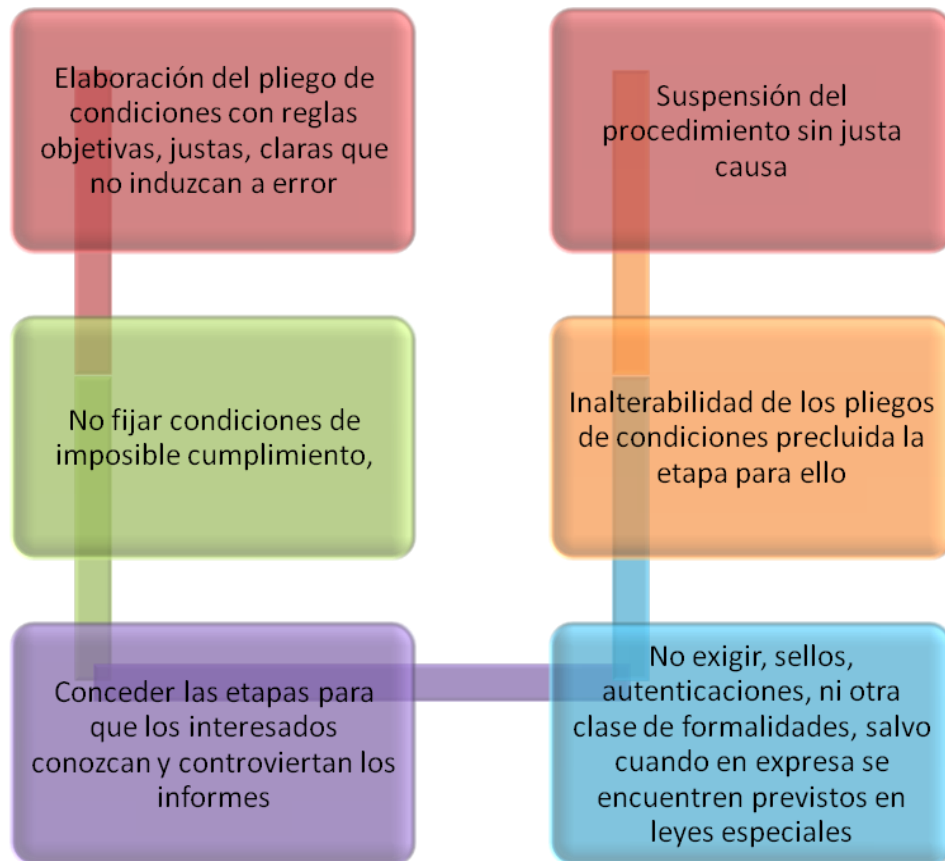 Elaboración del pliego de
condiciones con reglas
objetivas, justas, claras que
no induzcan a error
No fijar condiciones de
imposible cumplimiento,
Conceder las etapas para
que los interesados
conozcan y controviertan los
informes
No exigir, sellos,
autenticaciones, ni otra
clase de formalidades, salvo
cuando en expresa se
encuentren previstos en
leyes especiales
Inalterabilidad de los pliegos
de condiciones precluida la
etapa para ello
Suspensión del
procedimiento sin justa
causa